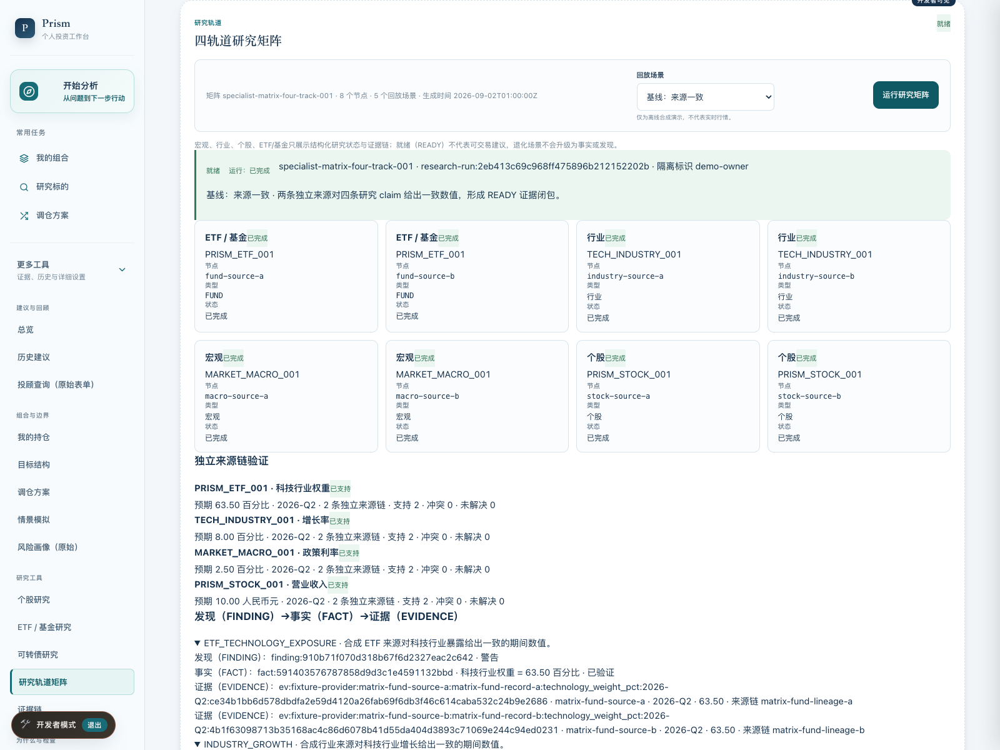 P
Prism
个人投资工作台
开始分析
从问题到下一步行动
常用任务
我的组合
研究标的
调仓方案
更多工具
证据、历史与详细设置
建议与回顾
总览
历史建议
投顾查询（原始表单）
组合与边界
我的持仓
目标结构
调仓方案
情景模拟
风险画像（原始）
研究工具
个股研究
ETF / 基金研究
可转债研究
研究轨道矩阵
证据链
开发者模式
退出
为什么与检查
开发者可见
研究轨道
就绪
四轨道研究矩阵
矩阵 specialist-matrix-four-track-001 · 8 个节点 · 5 个回放场景 · 生成时间 2026-09-02T01:00:00Z
回放场景
基线：来源一致
仅为离线合成演示，不代表实时行情。
运行研究矩阵
宏观、行业、个股、ETF/基金只展示结构化研究状态与证据链；就绪（READY）不代表可交易建议，退化场景不会升级为事实或发现。
就绪 运行：已完成 specialist-matrix-four-track-001 · research-run:2eb413c69c968ff475896b212152202b · 隔离标识 demo-owner
基线：来源一致 · 两条独立来源对四条研究 claim 给出一致数值，形成 READY 证据闭包。
ETF / 基金已完成
PRISM_ETF_001
节点
fund-source-a
类型
FUND
状态
已完成
ETF / 基金已完成
PRISM_ETF_001
节点
fund-source-b
类型
FUND
状态
已完成
行业已完成
TECH_INDUSTRY_001
节点
industry-source-a
类型
行业
状态
已完成
行业已完成
TECH_INDUSTRY_001
节点
industry-source-b
类型
行业
状态
已完成
宏观已完成
MARKET_MACRO_001
节点
macro-source-a
类型
宏观
状态
已完成
宏观已完成
MARKET_MACRO_001
节点
macro-source-b
类型
宏观
状态
已完成
个股已完成
PRISM_STOCK_001
节点
stock-source-a
类型
个股
状态
已完成
个股已完成
PRISM_STOCK_001
节点
stock-source-b
类型
个股
状态
已完成
独立来源链验证
PRISM_ETF_001 · 科技行业权重已支持
预期 63.50 百分比 · 2026-Q2 · 2 条独立来源链 · 支持 2 · 冲突 0 · 未解决 0
TECH_INDUSTRY_001 · 增长率已支持
预期 8.00 百分比 · 2026-Q2 · 2 条独立来源链 · 支持 2 · 冲突 0 · 未解决 0
MARKET_MACRO_001 · 政策利率已支持
预期 2.50 百分比 · 2026-Q2 · 2 条独立来源链 · 支持 2 · 冲突 0 · 未解决 0
PRISM_STOCK_001 · 营业收入已支持
预期 10.00 人民币元 · 2026-Q2 · 2 条独立来源链 · 支持 2 · 冲突 0 · 未解决 0
发现（FINDING）→事实（FACT）→证据（EVIDENCE）
▼ ETF_TECHNOLOGY_EXPOSURE · 合成 ETF 来源对科技行业暴露给出一致的期间数值。
发现（FINDING）：finding:910b71f070d318b67f6d2327eac2c642 · 警告
事实（FACT）：fact:591403576787858d9d3c1e4591132bbd · 科技行业权重 = 63.50 百分比 · 已验证
证据（EVIDENCE）：ev:fixture-provider:matrix-fund-source-a:matrix-fund-record-a:technology_weight_pct:2026-
Q2:ce34b1bb6d578dbdfa2e59d4120a26fab69f6db3f46c614caba532c24b9e2686 · matrix-fund-source-a · 2026-Q2 · 63.50 · 来源链 matrix-fund-lineage-a
证据（EVIDENCE）：ev:fixture-provider:matrix-fund-source-b:matrix-fund-record-b:technology_weight_pct:2026-
Q2:4b1f63098713b35168ac4c86d6078b41d55da404d3893c71069e244c94ed0231 · matrix-fund-source-b · 2026-Q2 · 63.50 · 来源链 matrix-fund-lineage-b
▼ INDUSTRY_GROWTH · 合成行业来源对科技行业增长给出一致的期间数值。